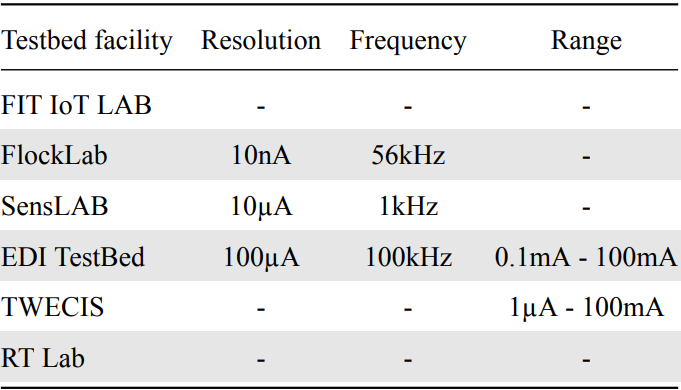 Testbed facility Resolution Frequency Range
FIT IoT LAB - - -
FlockLab 10nA 56kHz -
SensLAB 10µA 1kHz -
EDI TestBed 100µA 100kHz 0.1mA - 100mA
TWECIS - - 1µA - 100mA
RT Lab - - -